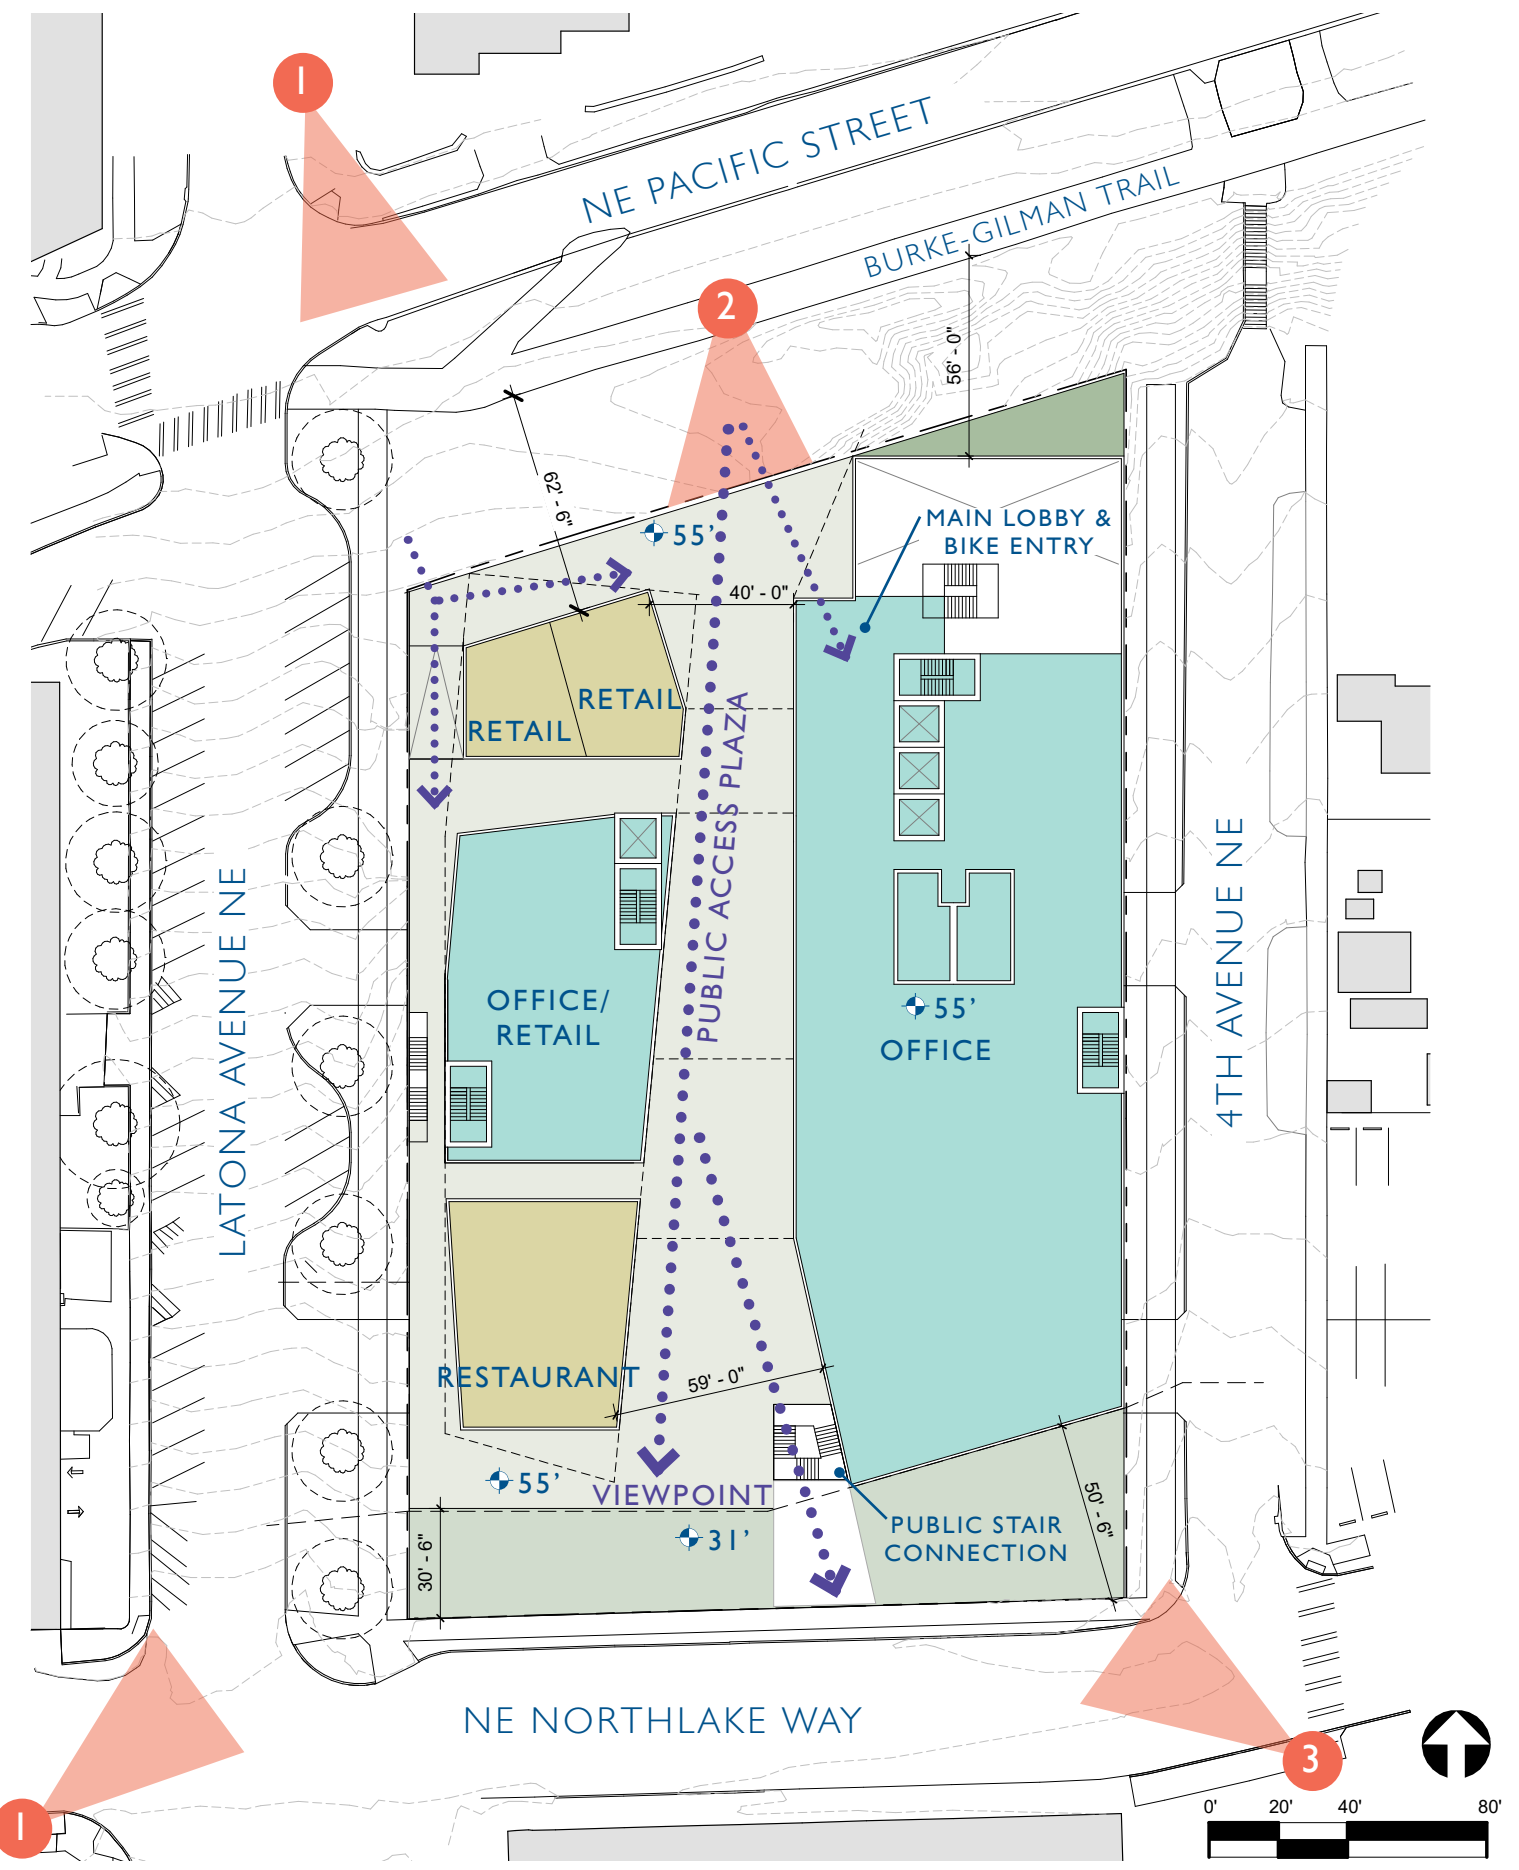 1
NE PACIFIC STREET
BURKE-GILMAN TRAIL
2
56' - 0"
62' - 6"
55'
MAIN LOBBY &
BIKE ENTRY
40' - 0"
RETAIL
RETAIL
PUBLIC ACCESS PLAZA
LATONA AVENUE NE
4TH AVENUE NE
OFFICE/
RETAIL
55'
OFFICE
RESTAURANT
59' - 0"
55'
VIEWPOINT
31'
PUBLIC STAIR
CONNECTION
50' - 6"
30' - 6"
NE NORTHLAKE WAY
3
1
0' 20' 40' 80'